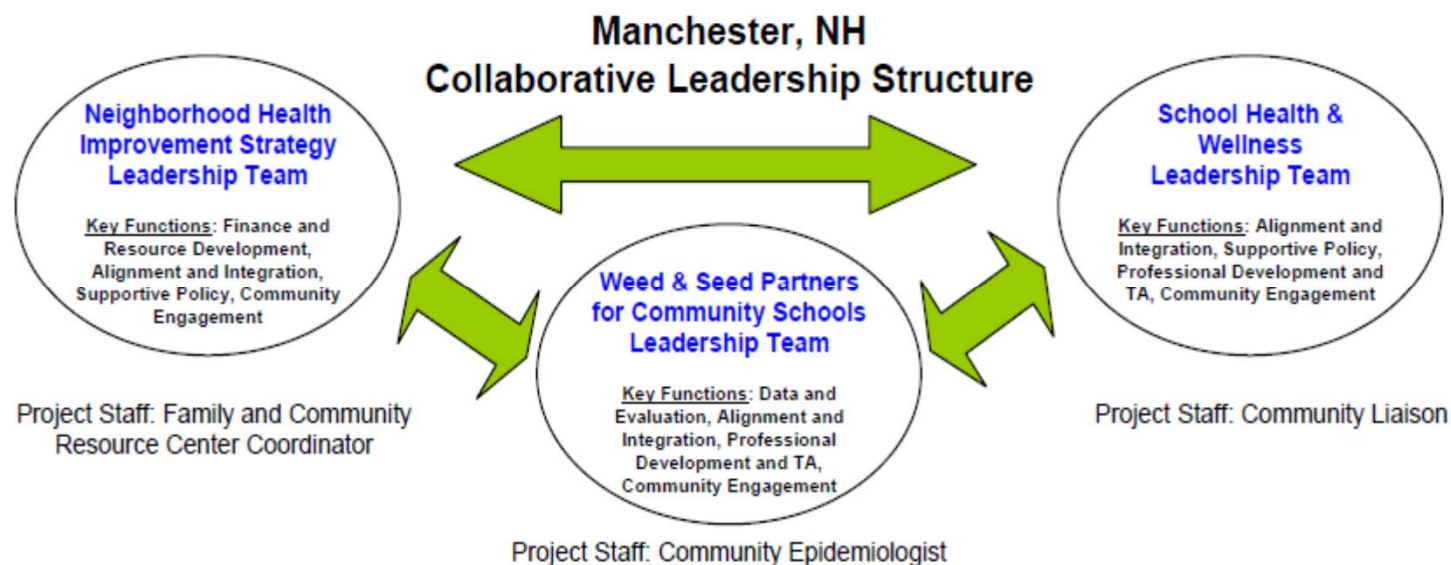 Manchester, NH
Collaborative Leadership Structure
Neighborhood Health
Improvement Strategy
Leadership Team
Key Functions: Finance and
Resource Development,
Alignment and Integration,
Supportive Policy, Community
Engagement
Project Staff: Family and Community
Resource Center Coordinator
Weed & Seed Partners
for Community Schools
Leadership Team
Key Functions: Data and
Evaluation, Alignment and
Integration, Professional
Development and TA,
Community Engagement
Project Staff: Community Epidemiologist
School Health &
Wellness
Leadership Team
Key Functions: Alignment and
Integration, Supportive Policy,
Professional Development and
TA, Community Engagement
Project Staff: Community Liaison